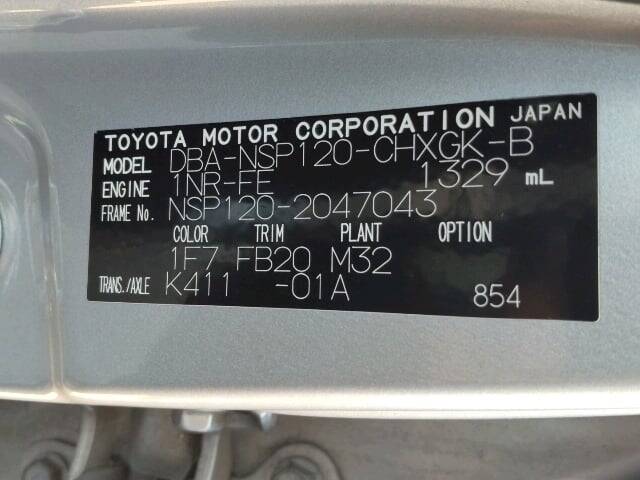 TOYOTA MOTOR CORPORATION JAPAN
MODEL DBA-NSP120-CHXGK-B
ENGINE 1NR-FE 1329 mL
FRAME No. NSP120-2047043
COLOR TRIM PLANT OPTION
1F7 FB20 M32
TRANS./AXLE K411 -01A 854